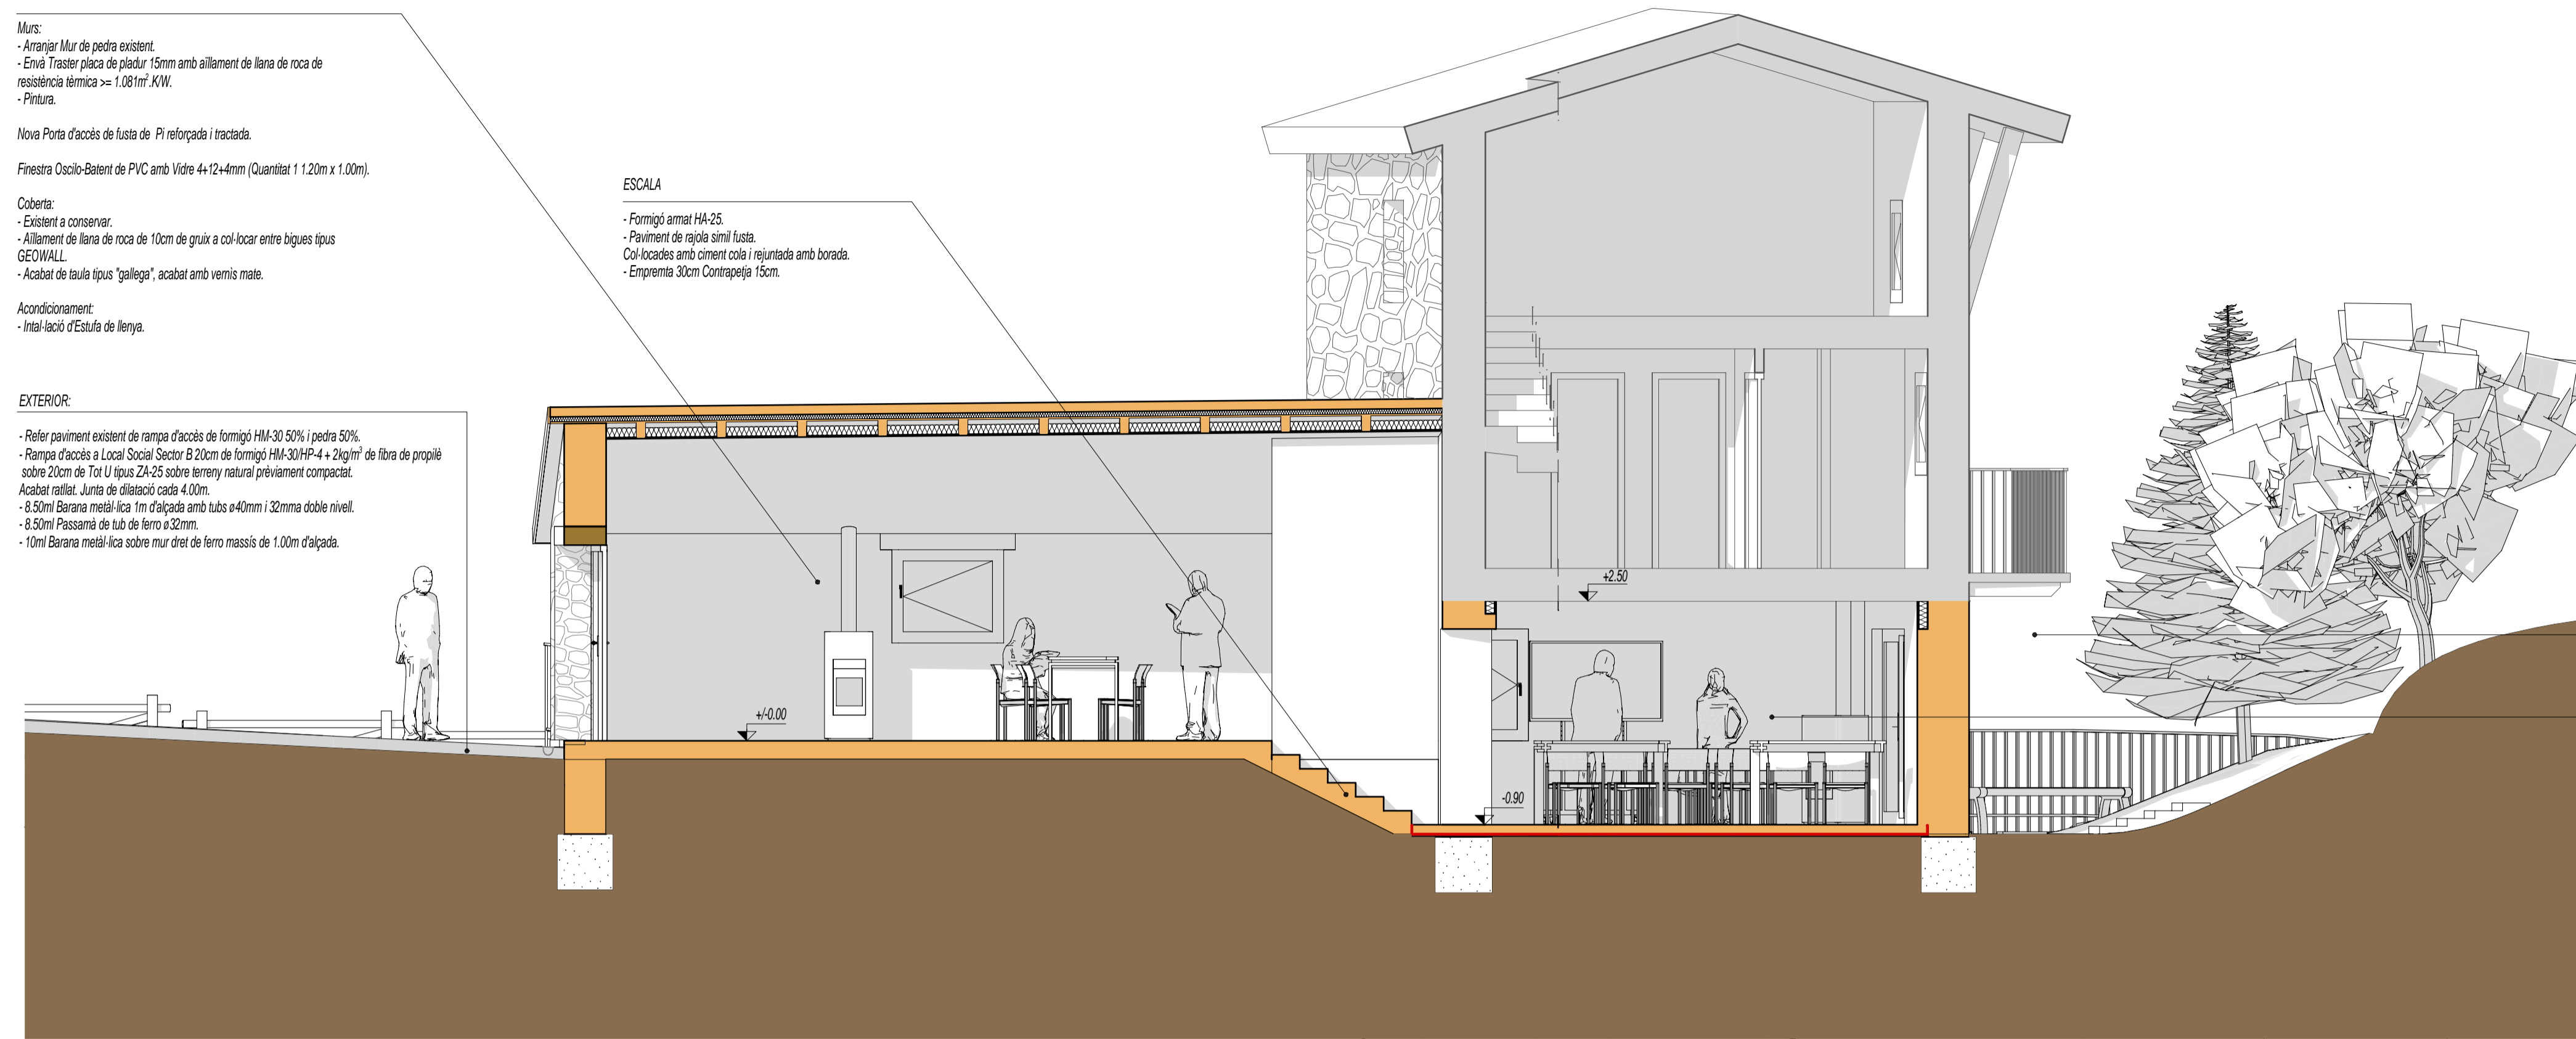 Murs:
- Arranjar Mur de pedra existent.
- Envà Traster placa de pladur 15mm amb aïllament de llana de roca de
resistència tèrmica >= 1.081m².K/W.
- Pintura.
Nova Porta d'accès de fusta de Pi reforçada i tractada.
Finestra Oscilo-Batent de PVC amb Vidre 4+12+4mm (Quantitat 1 1.20m x 1.00m).
Coberta:
- Existent a conservar.
- Aïllament de llana de roca de 10cm de gruix a col·locar entre bigues tipus
GEOWALL.
- Acabat de taula tipus "gallega", acabat amb vernis mate.
Acondicionament:
- Intal·lació d'Estufa de llenya.
ESCALA
- Formigó armat HA-25.
- Paviment de rajola simil fusta.
Col·locades amb ciment cola i rejuntada amb borada.
- Empremta 30cm Contrapetja 15cm.
EXTERIOR:
- Refer paviment existent de rampa d'accès de formigó HM-30 50% i pedra 50%.
- Rampa d'accès a Local Social Sector B 20cm de formigó HM-30/HP-4 + 2kg/m³ de fibra de propilè
sobre 20cm de Tot U tipus ZA-25 sobre terreny natural prèviament compactat.
Acabat ratllat. Junta de dilatació cada 4.00m.
- 8.50ml Barana metàl·lica 1m d'alçada amb tubs ø40mm i 32mma doble nivell.
- 8.50ml Passamà de tub de ferro ø32mm.
- 10ml Barana metàl·lica sobre mur dret de ferro massís de 1.00m d'alçada.
+2.50
+/-0.00
-0.90